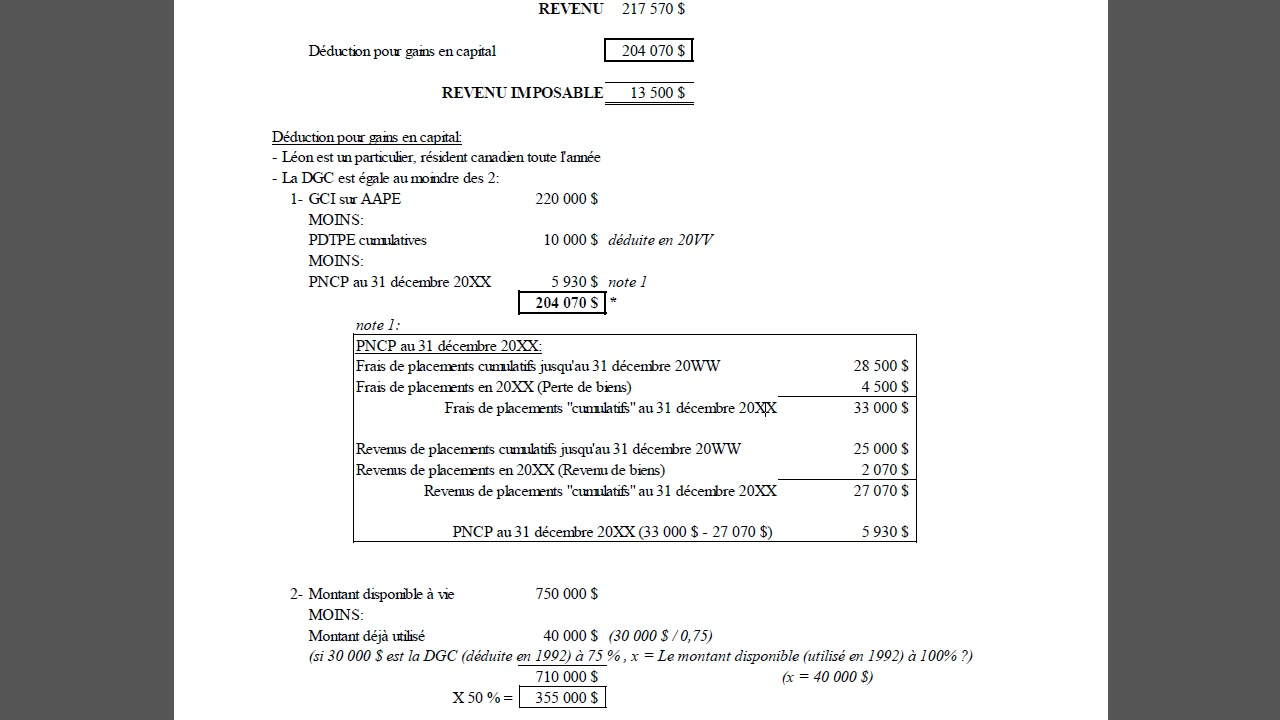 REVENU 217 570 $
Déduction pour gains en capital 204 070 $
REVENU IMPOSABLE 13 500 $
Déduction pour gains en capital:
- Léon est un particulier, résident canadien toute l'année
- La DGC est égale au moindre des 2:
1- GCI sur AAPE 220 000 $
MOINS:
PDTPE cumulatives 10 000 $ déduite en 20VV
MOINS:
PNCP au 31 décembre 20XX 5 930 $ note 1
204 070 $ *
note 1:
PNCP au 31 décembre 20XX:
Frais de placements cumulatifs jusqu'au 31 décembre 20WW 28 500 $
Frais de placements en 20XX (Perte de biens) 4 500 $
Frais de placements "cumulatifs" au 31 décembre 20XX 33 000 $
Revenus de placements cumulatifs jusqu'au 31 décembre 20WW 25 000 $
Revenus de placements en 20XX (Revenu de biens) 2 070 $
Revenus de placements "cumulatifs" au 31 décembre 20XX 27 070 $
PNCP au 31 décembre 20XX (33 000 $ - 27 070 $) 5 930 $
2- Montant disponible à vie 750 000 $
MOINS:
Montant déjà utilisé 40 000 $ (30 000 $ / 0,75)
(si 30 000 $ est la DGC (déduite en 1992) à 75 % , x = Le montant disponible (utilisé en 1992) à 100% ?)
710 000 $ (x = 40 000 $)
X 50 % = 355 000 $